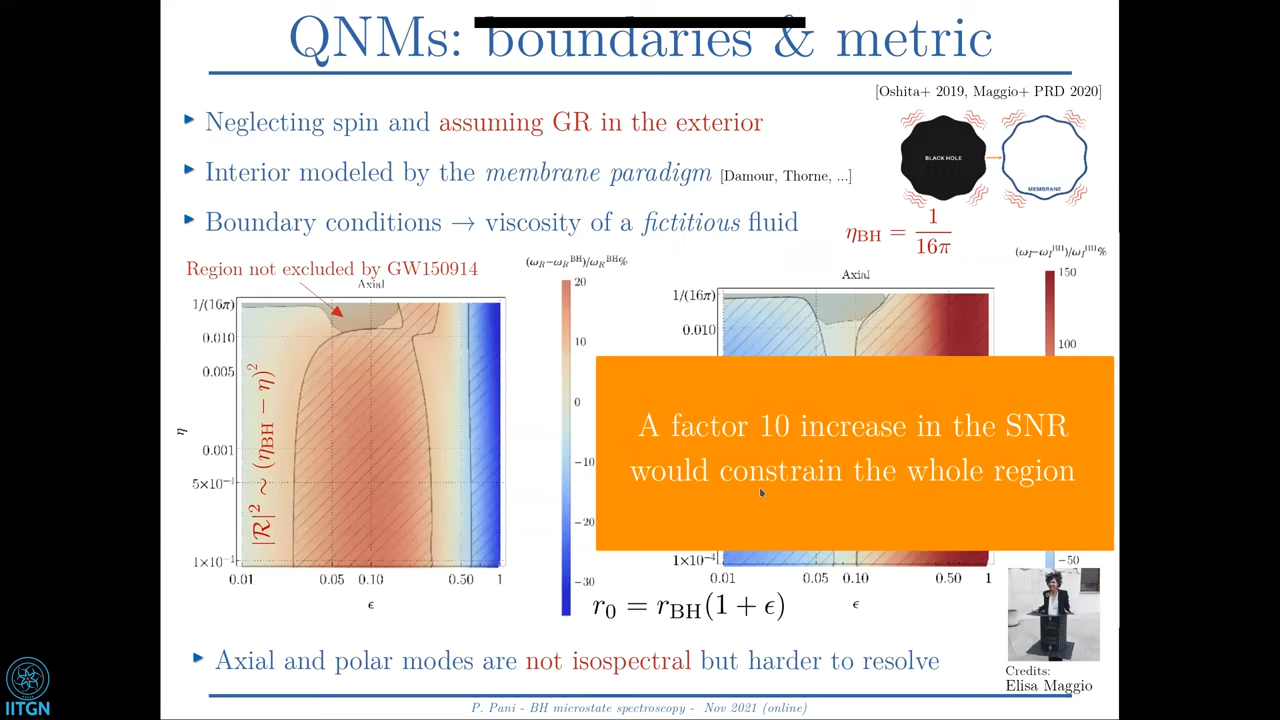 QNMs: boundaries & metric
[Oshita+ 2019, Maggio+ PRD 2020]
Neglecting spin and assuming GR in the exterior
BLACK HOLE
MEMBRANE
Interior modeled by the membrane paradigm [Damour, Thorne, ...]
Boundary conditions → viscosity of a fictitious fluid
η_BH = 1/16π
Region not excluded by GW150914
(ω_R−ω_R^BH)/ω_R^BH%
Axial
1/(16π)
0.010
0.005
0.001
5×10⁻⁴
η
|R|² ~ (η_BH − η)²
0.01 0.05 0.10 0.50 1
ϵ
20
10
0
−10
−20
−30
(ω_I−ω_I^BH)/ω_I^BH%
Axial
1/(16π)
0.010
1×10⁻⁴
0.01 0.05 0.10 0.50 1
ϵ
150
100
−50
A factor 10 increase in the SNR
would constrain the whole region
r₀ = r_BH(1 + ϵ)
Axial and polar modes are not isospectral but harder to resolve
Credits:
Elisa Maggio
P. Pani - BH microstate spectroscopy - Nov 2021 (online)
IITGN